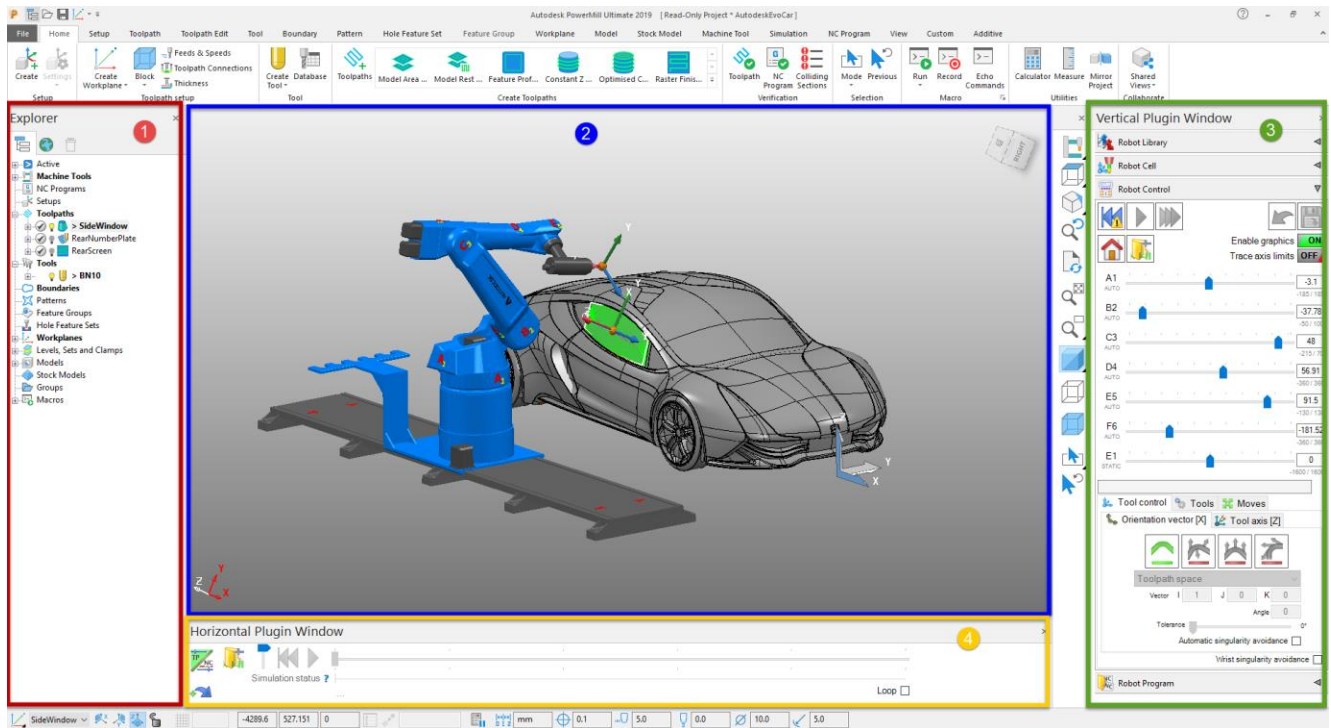 Autodesk PowerMill Ultimate 2019 [Read-Only Project * AutodeskEvoCar]
File Home Setup Toolpath Toolpath Edit Tool Boundary Pattern Hole Feature Set Feature Group Workplane Model Stock Model Machine Tool Simulation NC Program View Custom Additive
Create Settings
Create Workplane
Block
Feeds & Speeds
Toolpath Connections
Thickness
Create Tool
Database
Toolpaths
Model Area ... Model Rest ... Feature Prof... Constant Z ... Optimised C... Raster Finis...
Toolpath
NC Program
Colliding Sections
Mode Previous
Run Record
Echo Commands
Calculator Measure
Mirror Project
Shared Views
Setup Toolpath setup Tool Create Toolpaths Verification Selection Macro Utilities Collaborate
Explorer
1
Active
Machine Tools
NC Programs
Setups
Toolpaths
> SideWindow
RearNumberPlate
RearScreen
Tools
> BN10
Boundaries
Patterns
Feature Groups
Hole Feature Sets
Workplanes
Levels, Sets and Clamps
Models
Stock Models
Groups
Macros
2
RIGHT
Y
X
Y
Y
X
Y
Z
X
Vertical Plugin Window
3
Robot Library
Robot Cell
Robot Control
Enable graphics ON
Trace axis limits OFF
A1 -3.1
AUTO
B2 -37.78
AUTO
C3 48
AUTO
D4 56.91
AUTO
E5 91.5
AUTO
F6 -181.52
AUTO
E1 0
STATIC
Tool control Tools Moves
Orientation vector [X] Tool axis [Z]
Toolpath space
Vector I 1 J 0 K 0
Angle 0
Tolerance 0°
Automatic singularity avoidance
Wrist singularity avoidance
Robot Program
Horizontal Plugin Window
4
TP NC
Simulation status ?
...
Loop
SideWindow -4289.6 527.151 0 mm 0.1 5.0 0.0 10.0 5.0